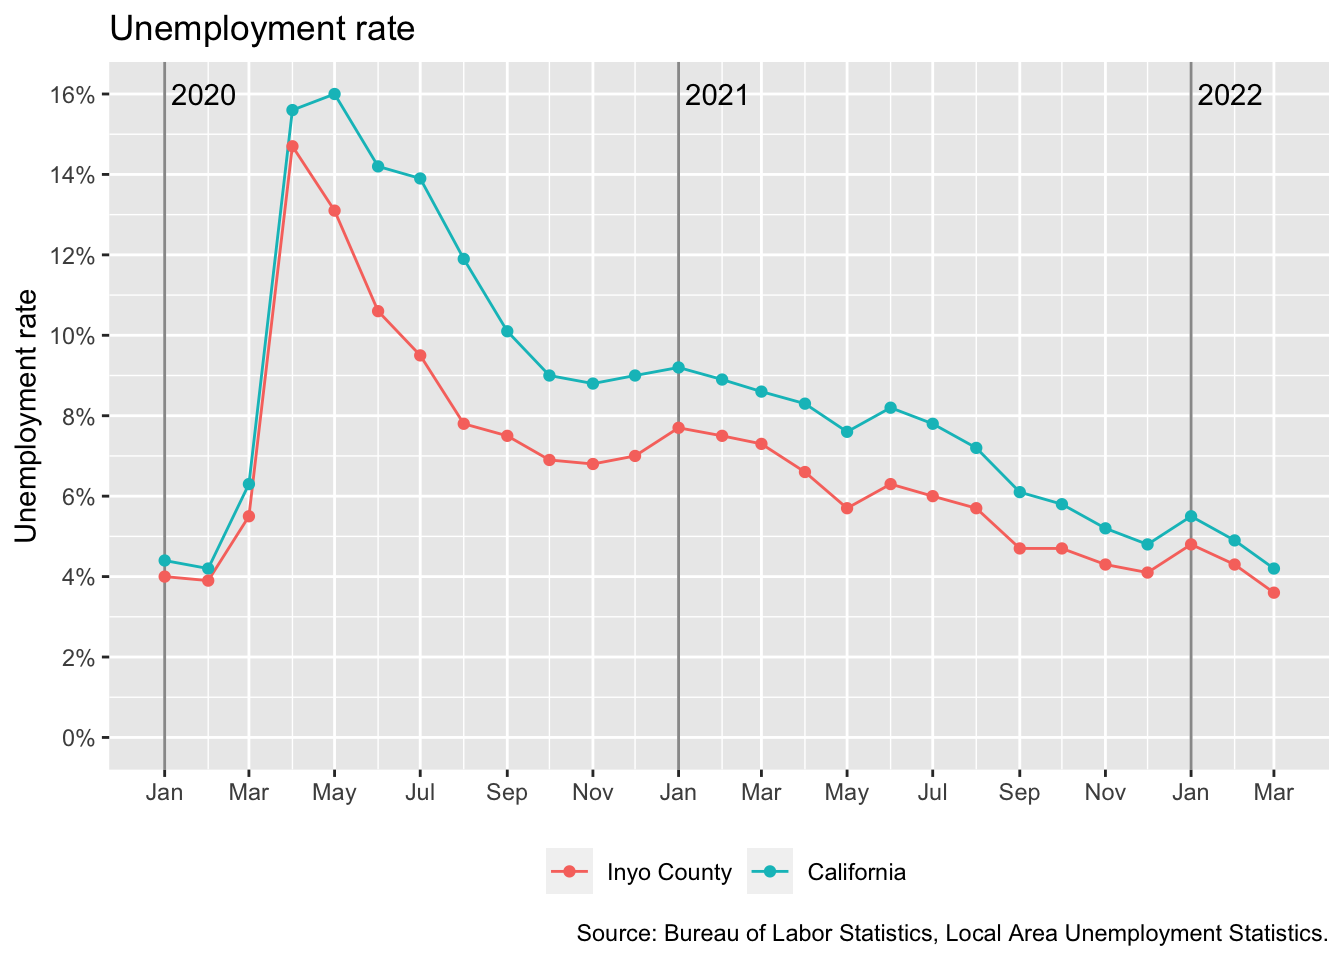 Unemployment rate
2020 2021 2022
16%
14%
12%
10%
8%
6%
4%
2%
0%
Unemployment rate
Jan Mar May Jul Sep Nov Jan Mar May Jul Sep Nov Jan Mar
Inyo County California
Source: Bureau of Labor Statistics, Local Area Unemployment Statistics.